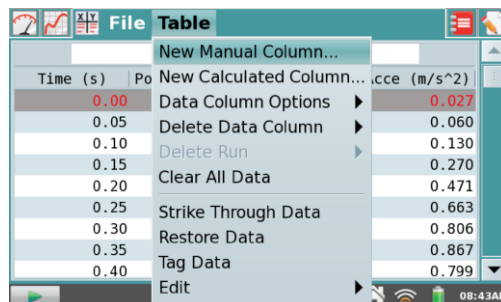 X Y File Table
New Manual Column...
Time (s) Po New Calculated Column... Acce (m/s^2)
0.00 Data Column Options 0.027
0.05 Delete Data Column 0.060
0.10 Delete Run 0.130
0.15 Clear All Data 0.270
0.20 0.471
0.25 Strike Through Data 0.663
0.30 Restore Data 0.806
0.35 Tag Data 0.867
0.40 Edit 0.799
08:43AM